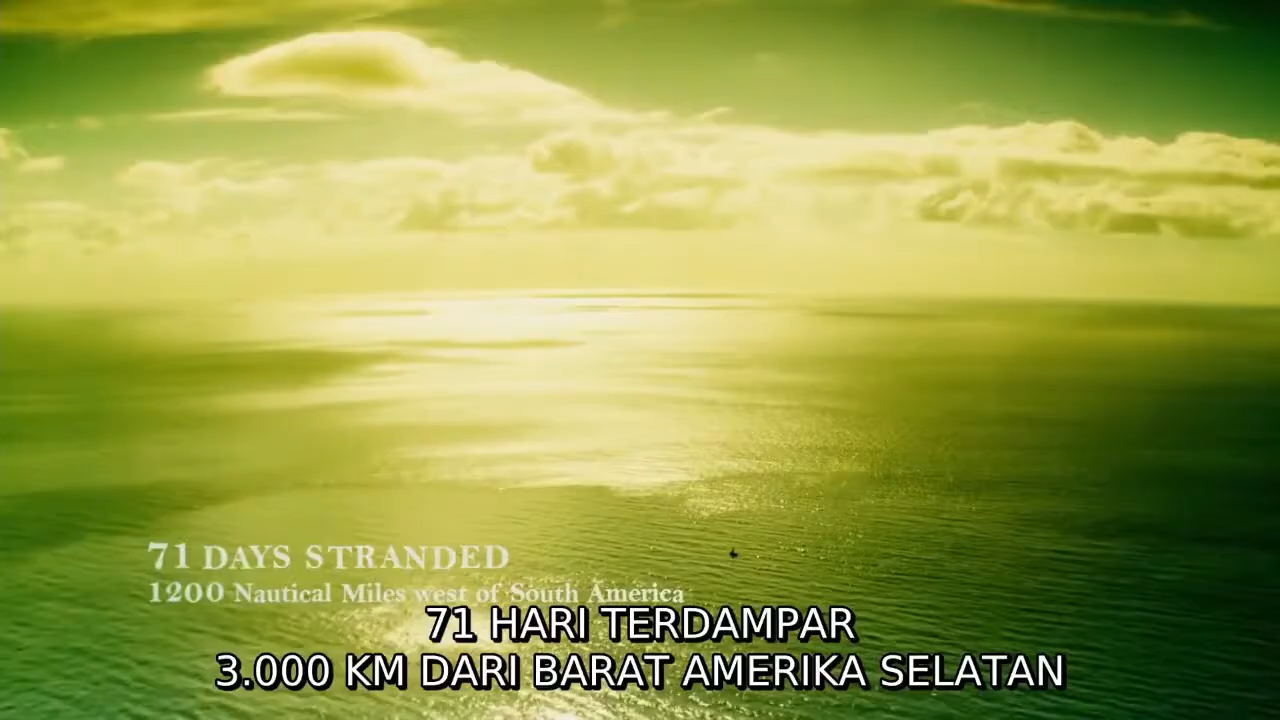 71 DAYS STRANDED
1200 Nautical Miles west of South America
71 HARI TERDAMPAR
3.000 KM DARI BARAT AMERIKA SELATAN